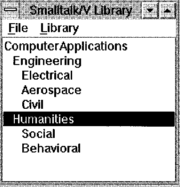 Smalltalk/V Library
File Library
ComputerApplications
Engineering
Electrical
Aerospace
Civil
Humanities
Social
Behavioral